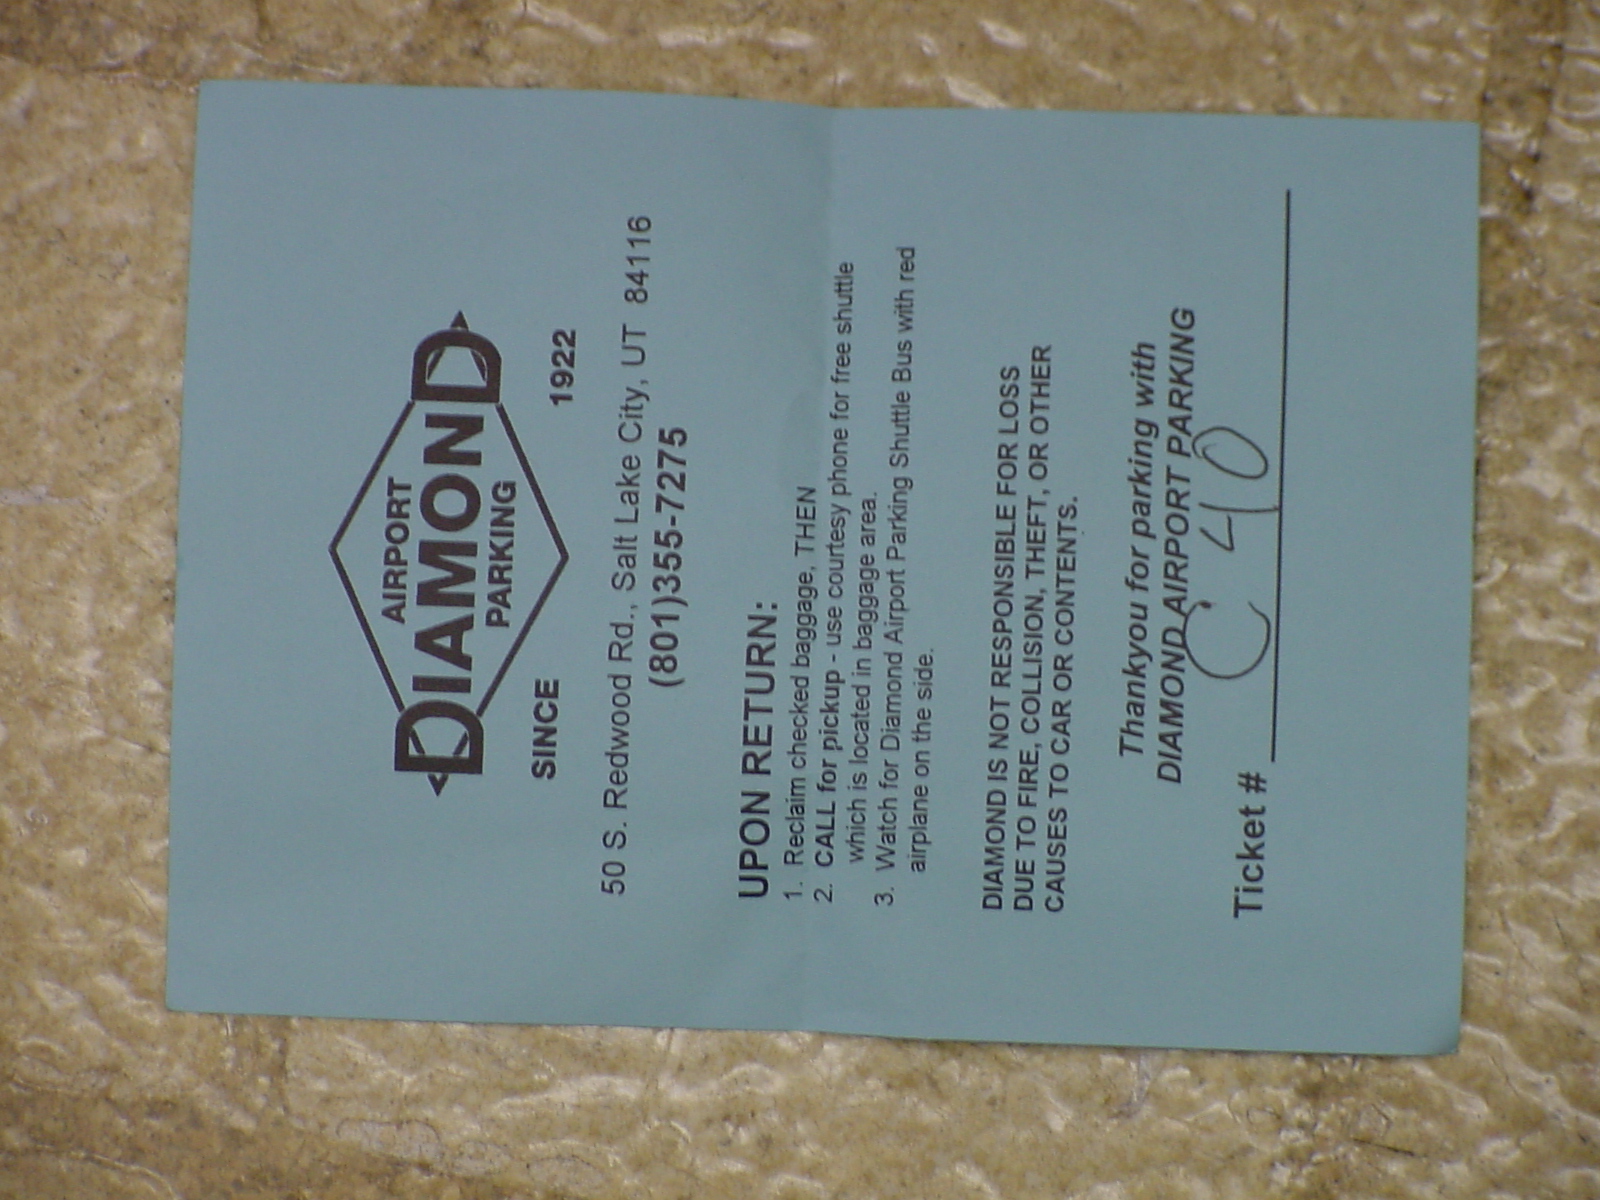 AIRPORT
DIAMOND
PARKING
SINCE 1922
50 S. Redwood Rd., Salt Lake City, UT 84116
(801)355-7275
UPON RETURN:
1. Reclaim checked baggage, THEN
2. CALL for pickup - use courtesy phone for free shuttle
which is located in baggage area.
3. Watch for Diamond Airport Parking Shuttle Bus with red
airplane on the side.
DIAMOND IS NOT RESPONSIBLE FOR LOSS
DUE TO FIRE, COLLISION, THEFT, OR OTHER
CAUSES TO CAR OR CONTENTS.
Thankyou for parking with
DIAMOND AIRPORT PARKING
Ticket # C 40